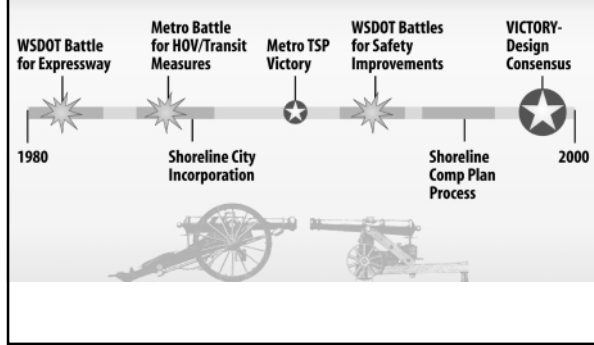 WSDOT Battle
for Expressway
Metro Battle
for HOV/Transit
Measures
Metro TSP
Victory
WSDOT Battles
for Safety
Improvements
VICTORY-
Design
Consensus
1980
Shoreline City
Incorporation
Shoreline
Comp Plan
Process
2000